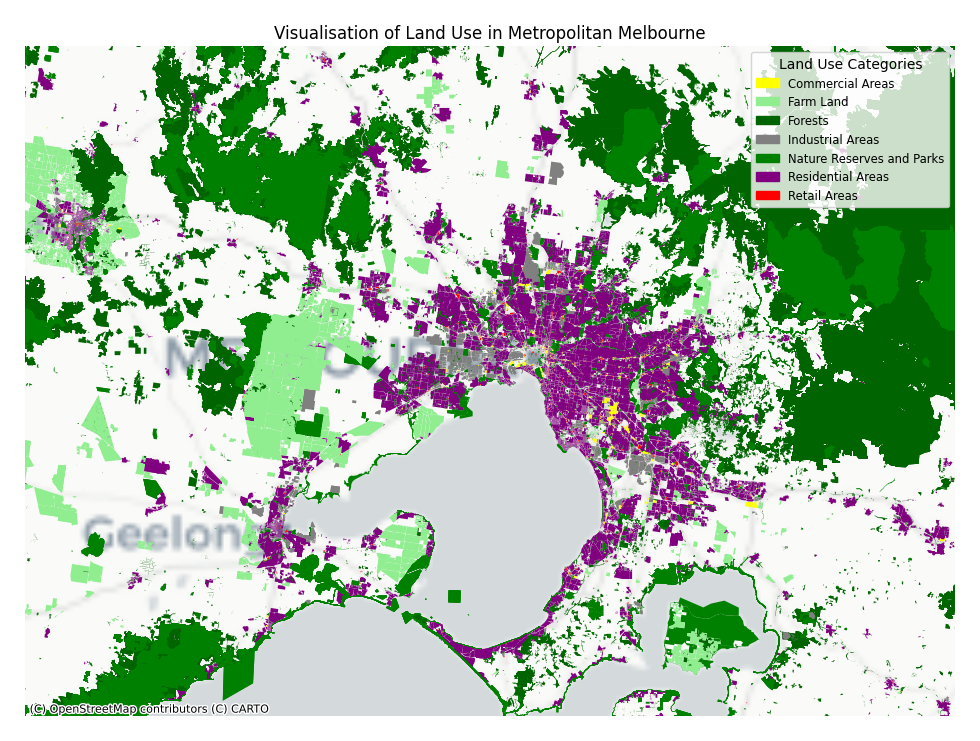 Visualisation of Land Use in Metropolitan Melbourne
Land Use Categories
Commercial Areas
Farm Land
Forests
Industrial Areas
Nature Reserves and Parks
Residential Areas
Retail Areas
Geelong
(C) OpenStreetMap contributors (C) CARTO